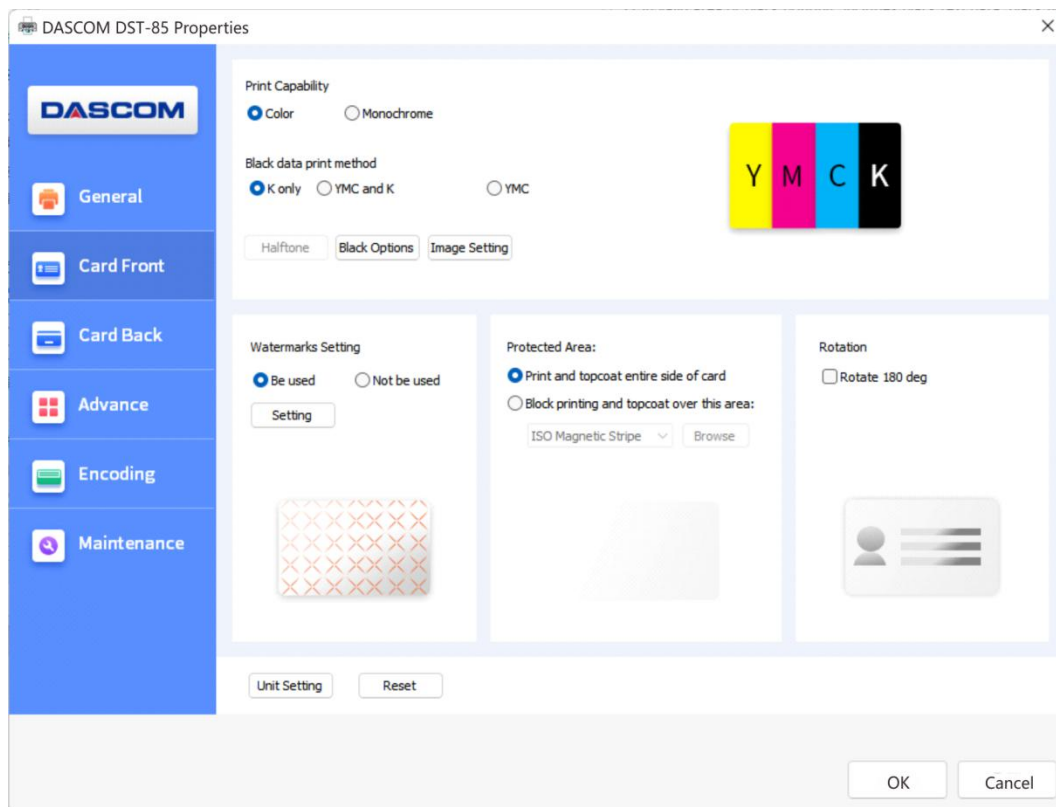 DASCOM DST-85 Properties
DASCOM
General
Card Front
Card Back
Advance
Encoding
Maintenance
Print Capability
Color Monochrome
Black data print method
K only YMC and K YMC
Halftone Black Options Image Setting
Y M C K
Watermarks Setting
Be used Not be used
Setting
Protected Area:
Print and topcoat entire side of card
Block printing and topcoat over this area:
ISO Magnetic Stripe Browse
Rotation
Rotate 180 deg
Unit Setting Reset
OK Cancel